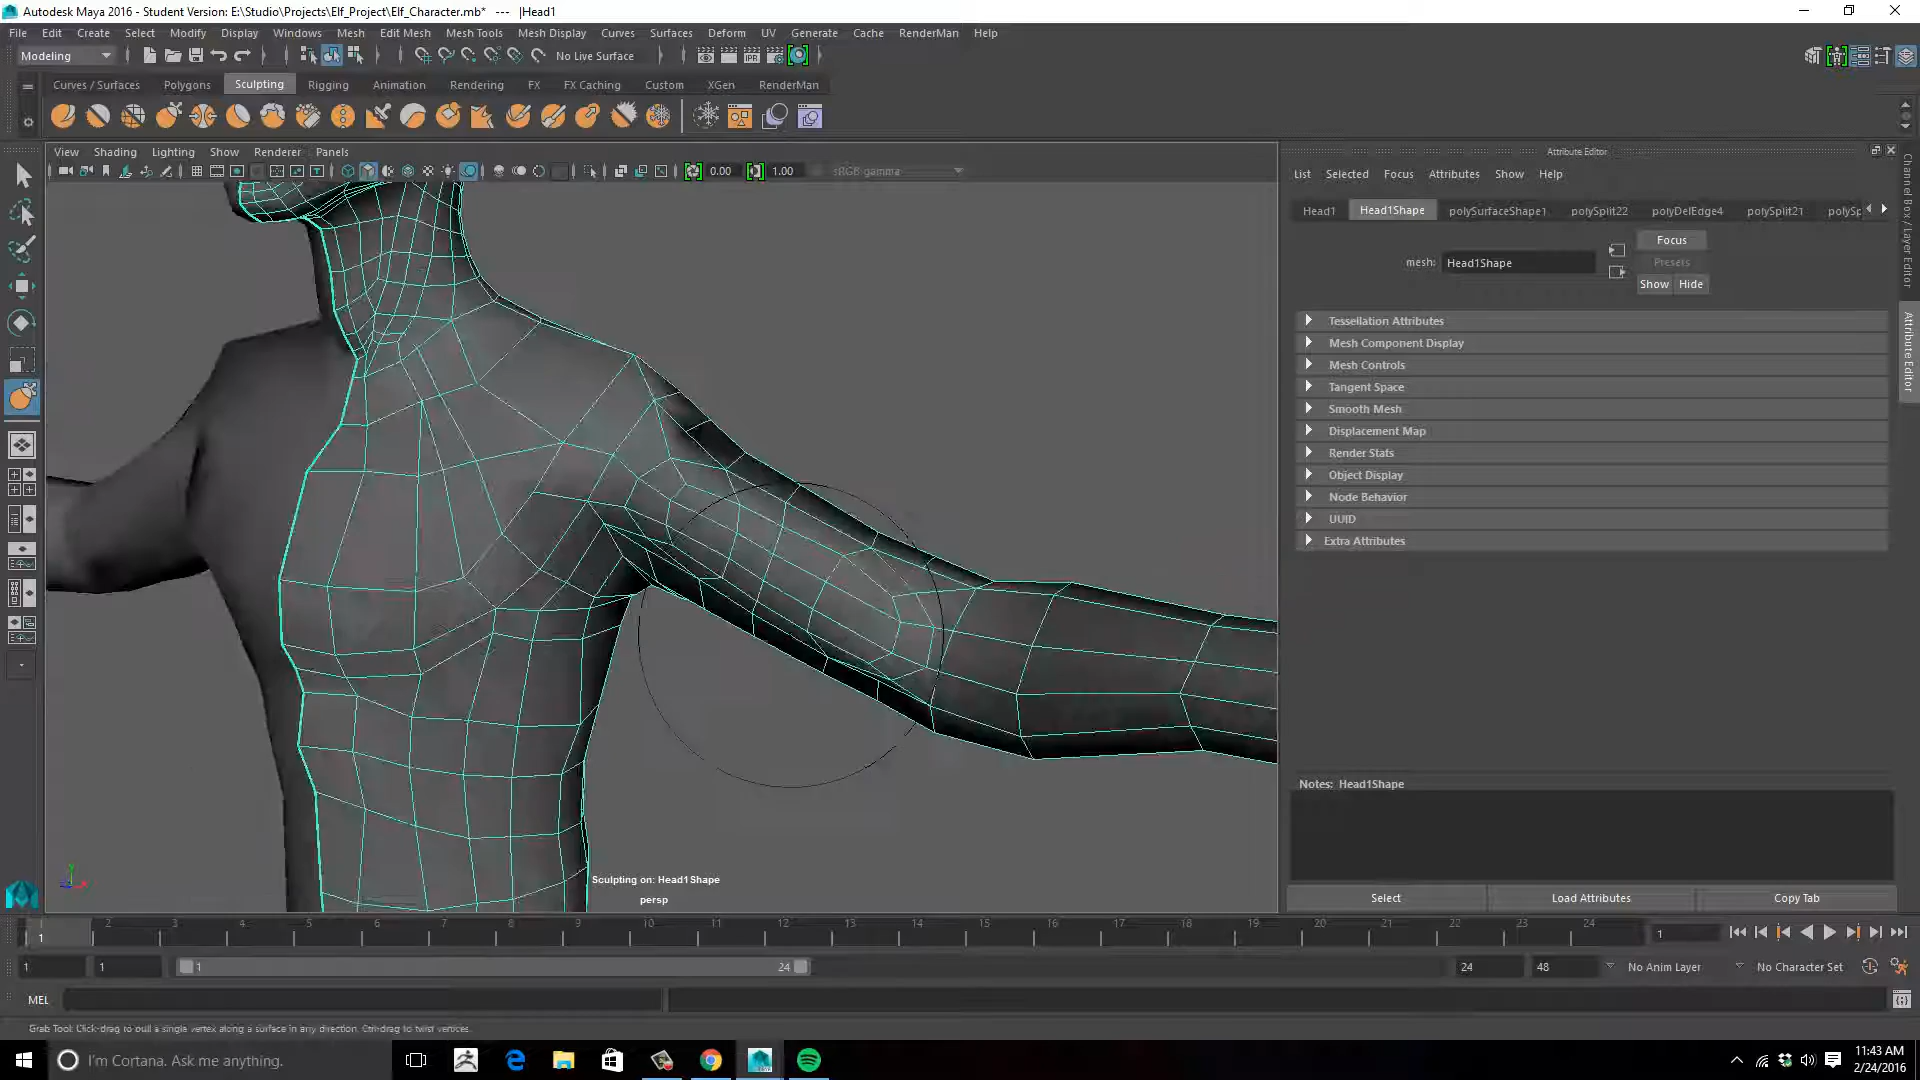 Autodesk Maya 2016 - Student Version: E:\Studio\Projects\Elf_Project\Elf_Character.mb* --- |Head1
File Edit Create Select Modify Display Windows Mesh Edit Mesh Mesh Tools Mesh Display Curves Surfaces Deform UV Generate Cache RenderMan Help
Modeling No Live Surface
Curves / Surfaces Polygons Sculpting Rigging Animation Rendering FX FX Caching Custom XGen RenderMan
View Shading Lighting Show Renderer Panels
0.00 1.00 sRGB gamma
Attribute Editor
List Selected Focus Attributes Show Help
Head1 Head1Shape polySurfaceShape1 polySplit22 polyDelEdge4 polySplit21 polySp
Focus
mesh: Head1Shape
Presets
Show Hide
Tessellation Attributes
Mesh Component Display
Mesh Controls
Tangent Space
Smooth Mesh
Displacement Map
Render Stats
Object Display
Node Behavior
UUID
Extra Attributes
Channel Box / Layer Editor
Attribute Editor
Notes: Head1Shape
Select Load Attributes Copy Tab
Sculpting on: Head1Shape
persp
1 2 3 4 5 6 7 8 9 10 11 12 13 14 15 16 17 18 19 20 21 22 23 24
1 1
1 1 1 24 24 48 No Anim Layer No Character Set
MEL
Grab Tool: Click-drag to pull a single vertex along a surface in any direction. Ctrl-drag to twist vertices.
I'm Cortana. Ask me anything.
11:43 AM
2/24/2016